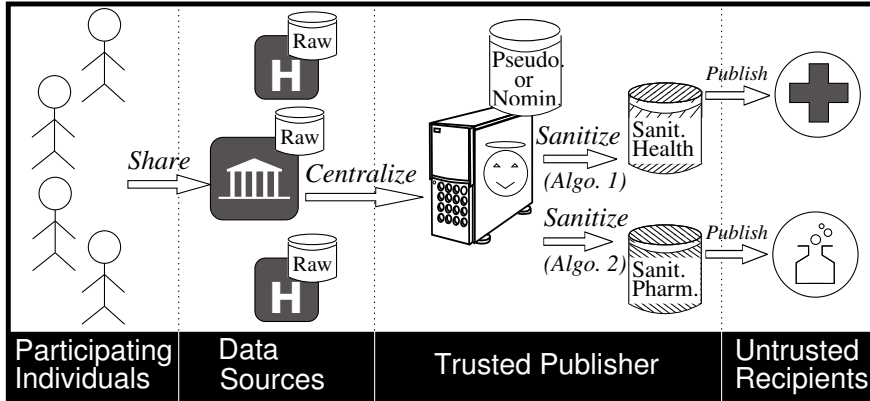 Raw
H
Pseudo.
or
Nomin.
Raw
Share
Centralize
Sanitize
(Algo. 1)
Sanit.
Health
Publish
Sanitize
(Algo. 2)
Sanit.
Pharm.
Publish
Raw
H
Participating
Individuals
Data
Sources
Trusted Publisher
Untrusted
Recipients